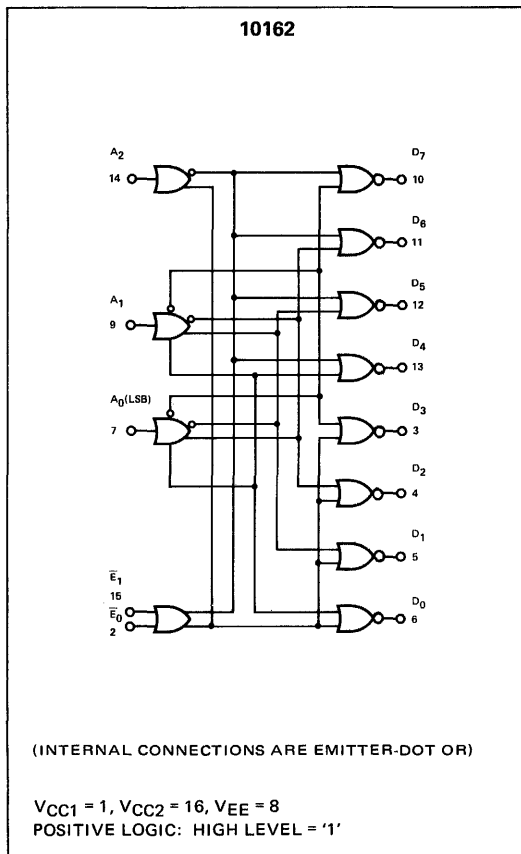 10162
A2
14
D7
10
D6
11
A1
9
D5
12
D4
13
A0(LSB)
7
D3
3
D2
4
D1
5
E̅1
15
E̅0
2
D0
6
(INTERNAL CONNECTIONS ARE EMITTER-DOT OR)
VCC1 = 1, VCC2 = 16, VEE = 8
POSITIVE LOGIC: HIGH LEVEL = '1'